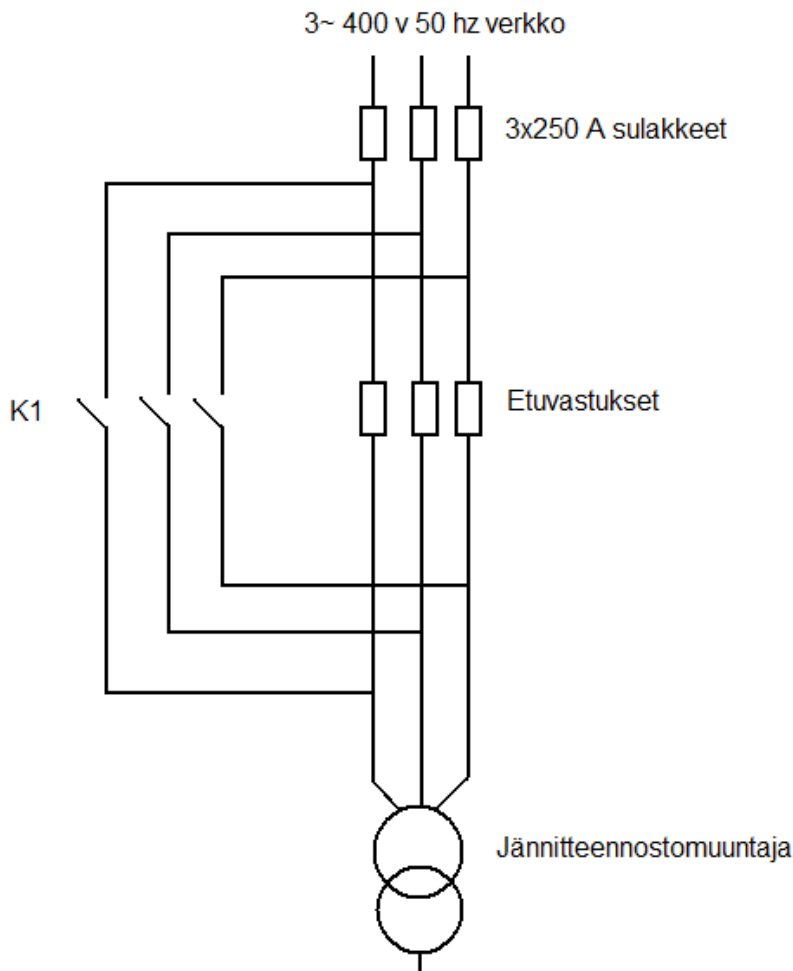 3~ 400 v 50 hz verkko
3x250 A sulakkeet
K1
Etuvastukset
Jännitteennostomuuntaja